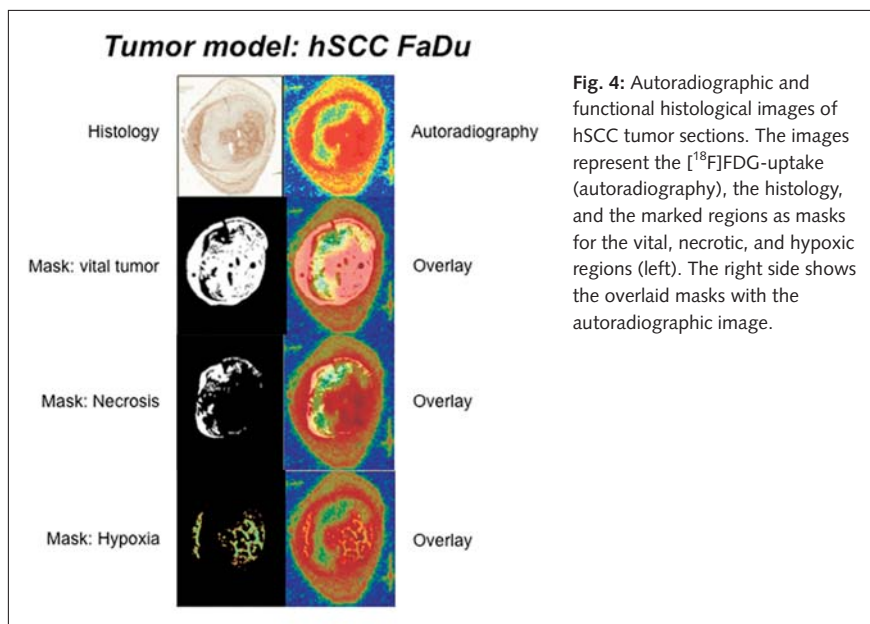 Tumor model: hSCC FaDu
Histology
Autoradiography
Mask: vital tumor
Overlay
Mask: Necrosis
Overlay
Mask: Hypoxia
Overlay
Fig. 4: Autoradiographic and
functional histological images of
hSCC tumor sections. The images
represent the [¹⁸F]FDG-uptake
(autoradiography), the histology,
and the marked regions as masks
for the vital, necrotic, and hypoxic
regions (left). The right side shows
the overlaid masks with the
autoradiographic image.